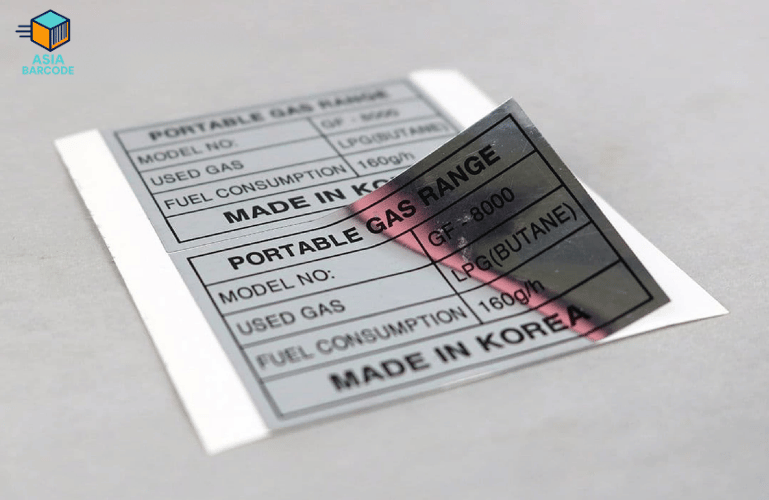 ASIA
BARCODE
PORTABLE GAS RANGE
MODEL NO: GF - 8000
USED GAS LPG(BUTANE)
FUEL CONSUMPTION 160g/h
MADE IN KO
PORTABLE GAS RANGE
MODEL NO: GF - 8000
USED GAS LPG(BUTANE)
FUEL CONSUMPTION 160g/h
MADE IN KOREA